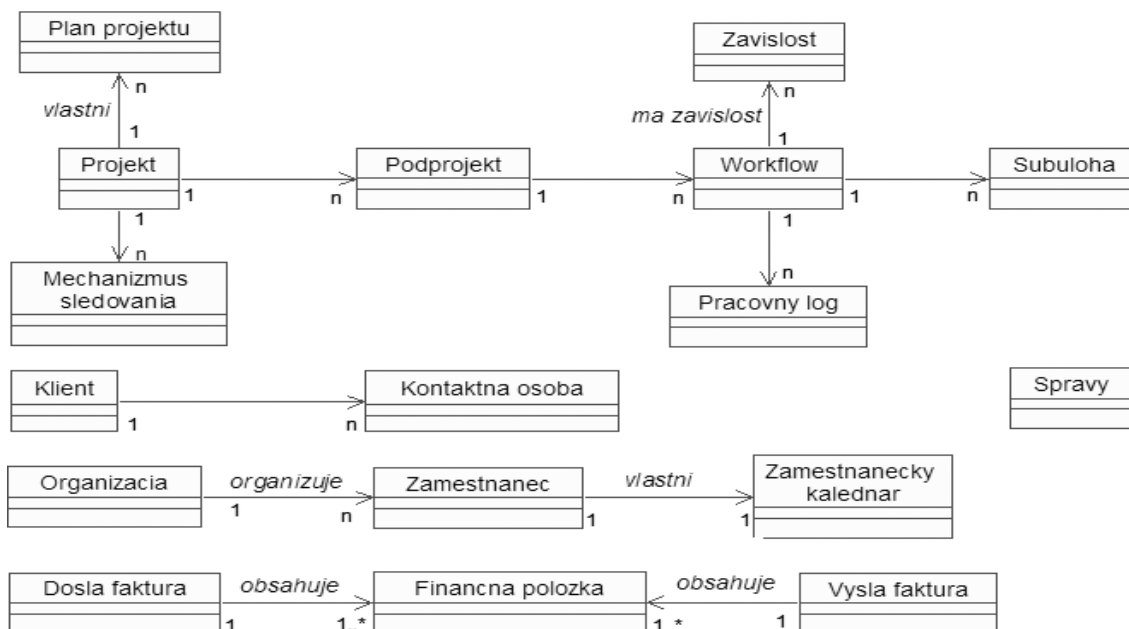 Plan projektu
Zavislost
n
n
vlastni
ma zavislost
1
1
Projekt
Podprojekt
Workflow
Subuloha
1
n
1
n
1
n
1
1
n
n
Mechanizmus
sledovania
Pracovny log
Klient
Kontaktna osoba
Spravy
1
n
Organizacia
organizuje
Zamestnanec
vlastni
Zamestnanecky
kalednar
1
n
1
1
Dosla faktura
obsahuje
Financna polozka
obsahuje
Vysla faktura
1
1..*
1..*
1